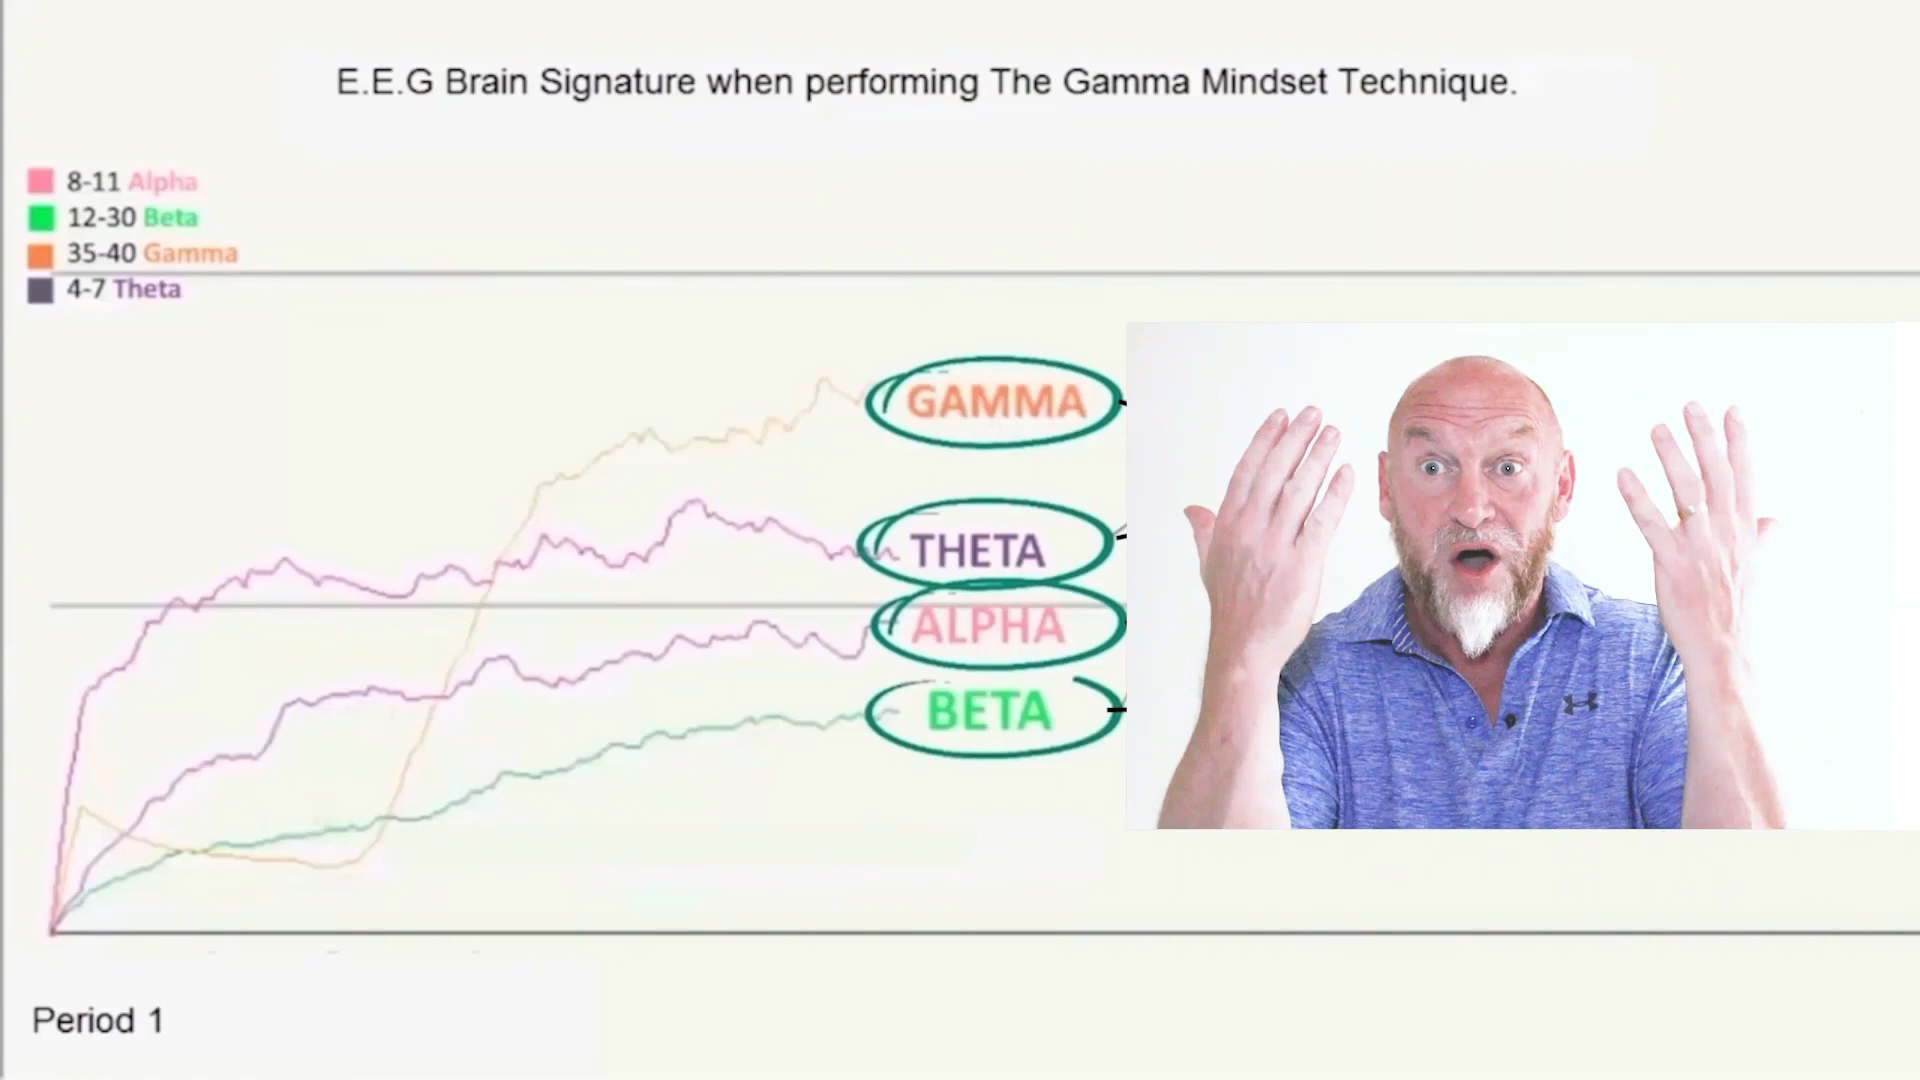 E.E.G Brain Signature when performing The Gamma Mindset Technique.
8-11 Alpha
12-30 Beta
35-40 Gamma
4-7 Theta
GAMMA
THETA
ALPHA
BETA
Period 1